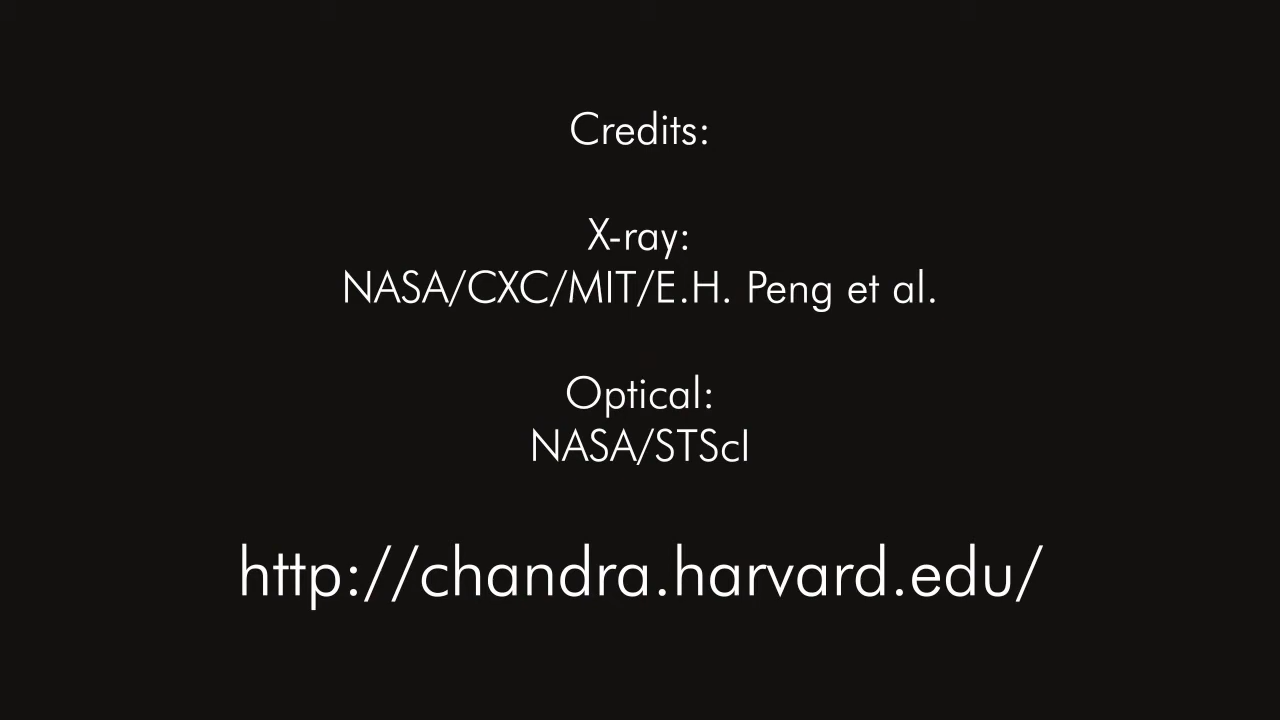 Credits:
X-ray:
NASA/CXC/MIT/E.H. Peng et al.
Optical:
NASA/STScI
http://chandra.harvard.edu/